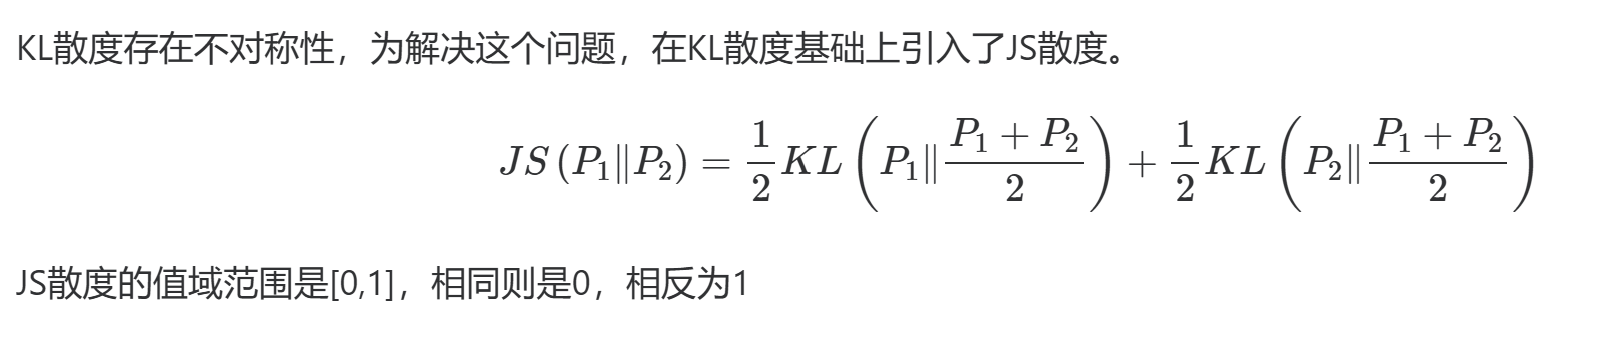 KL散度存在不对称性，为解决这个问题，在KL散度基础上引入了JS散度。
$$JS\left(P_1\|P_2\right)=\frac{1}{2}KL\left(P_1\|\frac{P_1+P_2}{2}\right)+\frac{1}{2}KL\left(P_2\|\frac{P_1+P_2}{2}\right)$$
JS散度的值域范围是[0,1]，相同则是0，相反为1